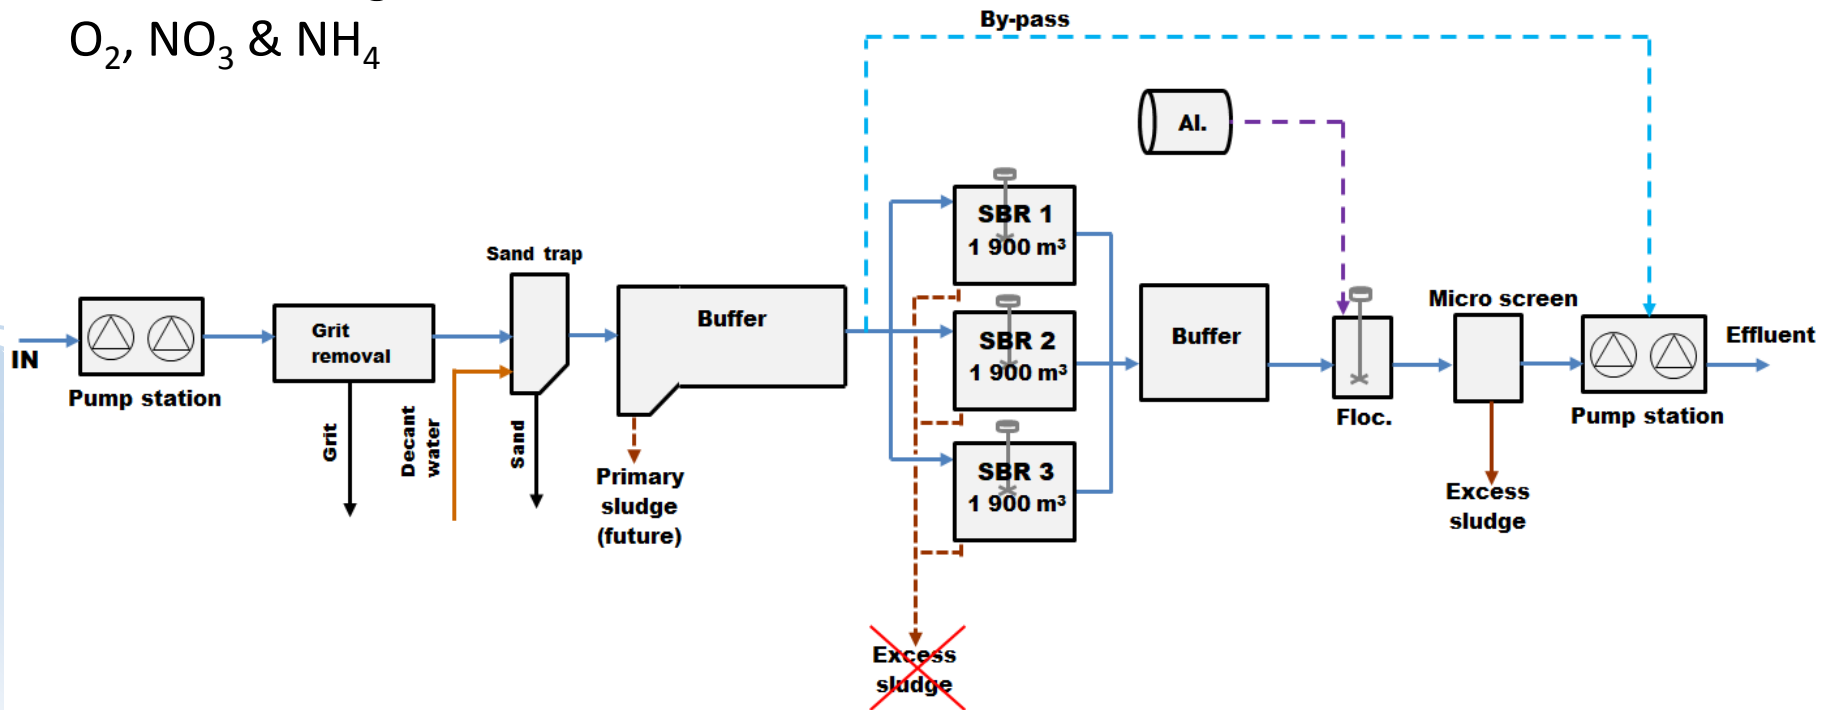 O₂, NO₃ & NH₄
By-pass
Al.
SBR 1
1 900 m³
Sand trap
Buffer
Micro screen
Grit
removal
SBR 2
1 900 m³
Buffer
Effluent
IN
Pump station
Floc.
Pump station
Grit
Decant
water
Sand
Primary
sludge
(future)
SBR 3
1 900 m³
Excess
sludge
Excess
sludge